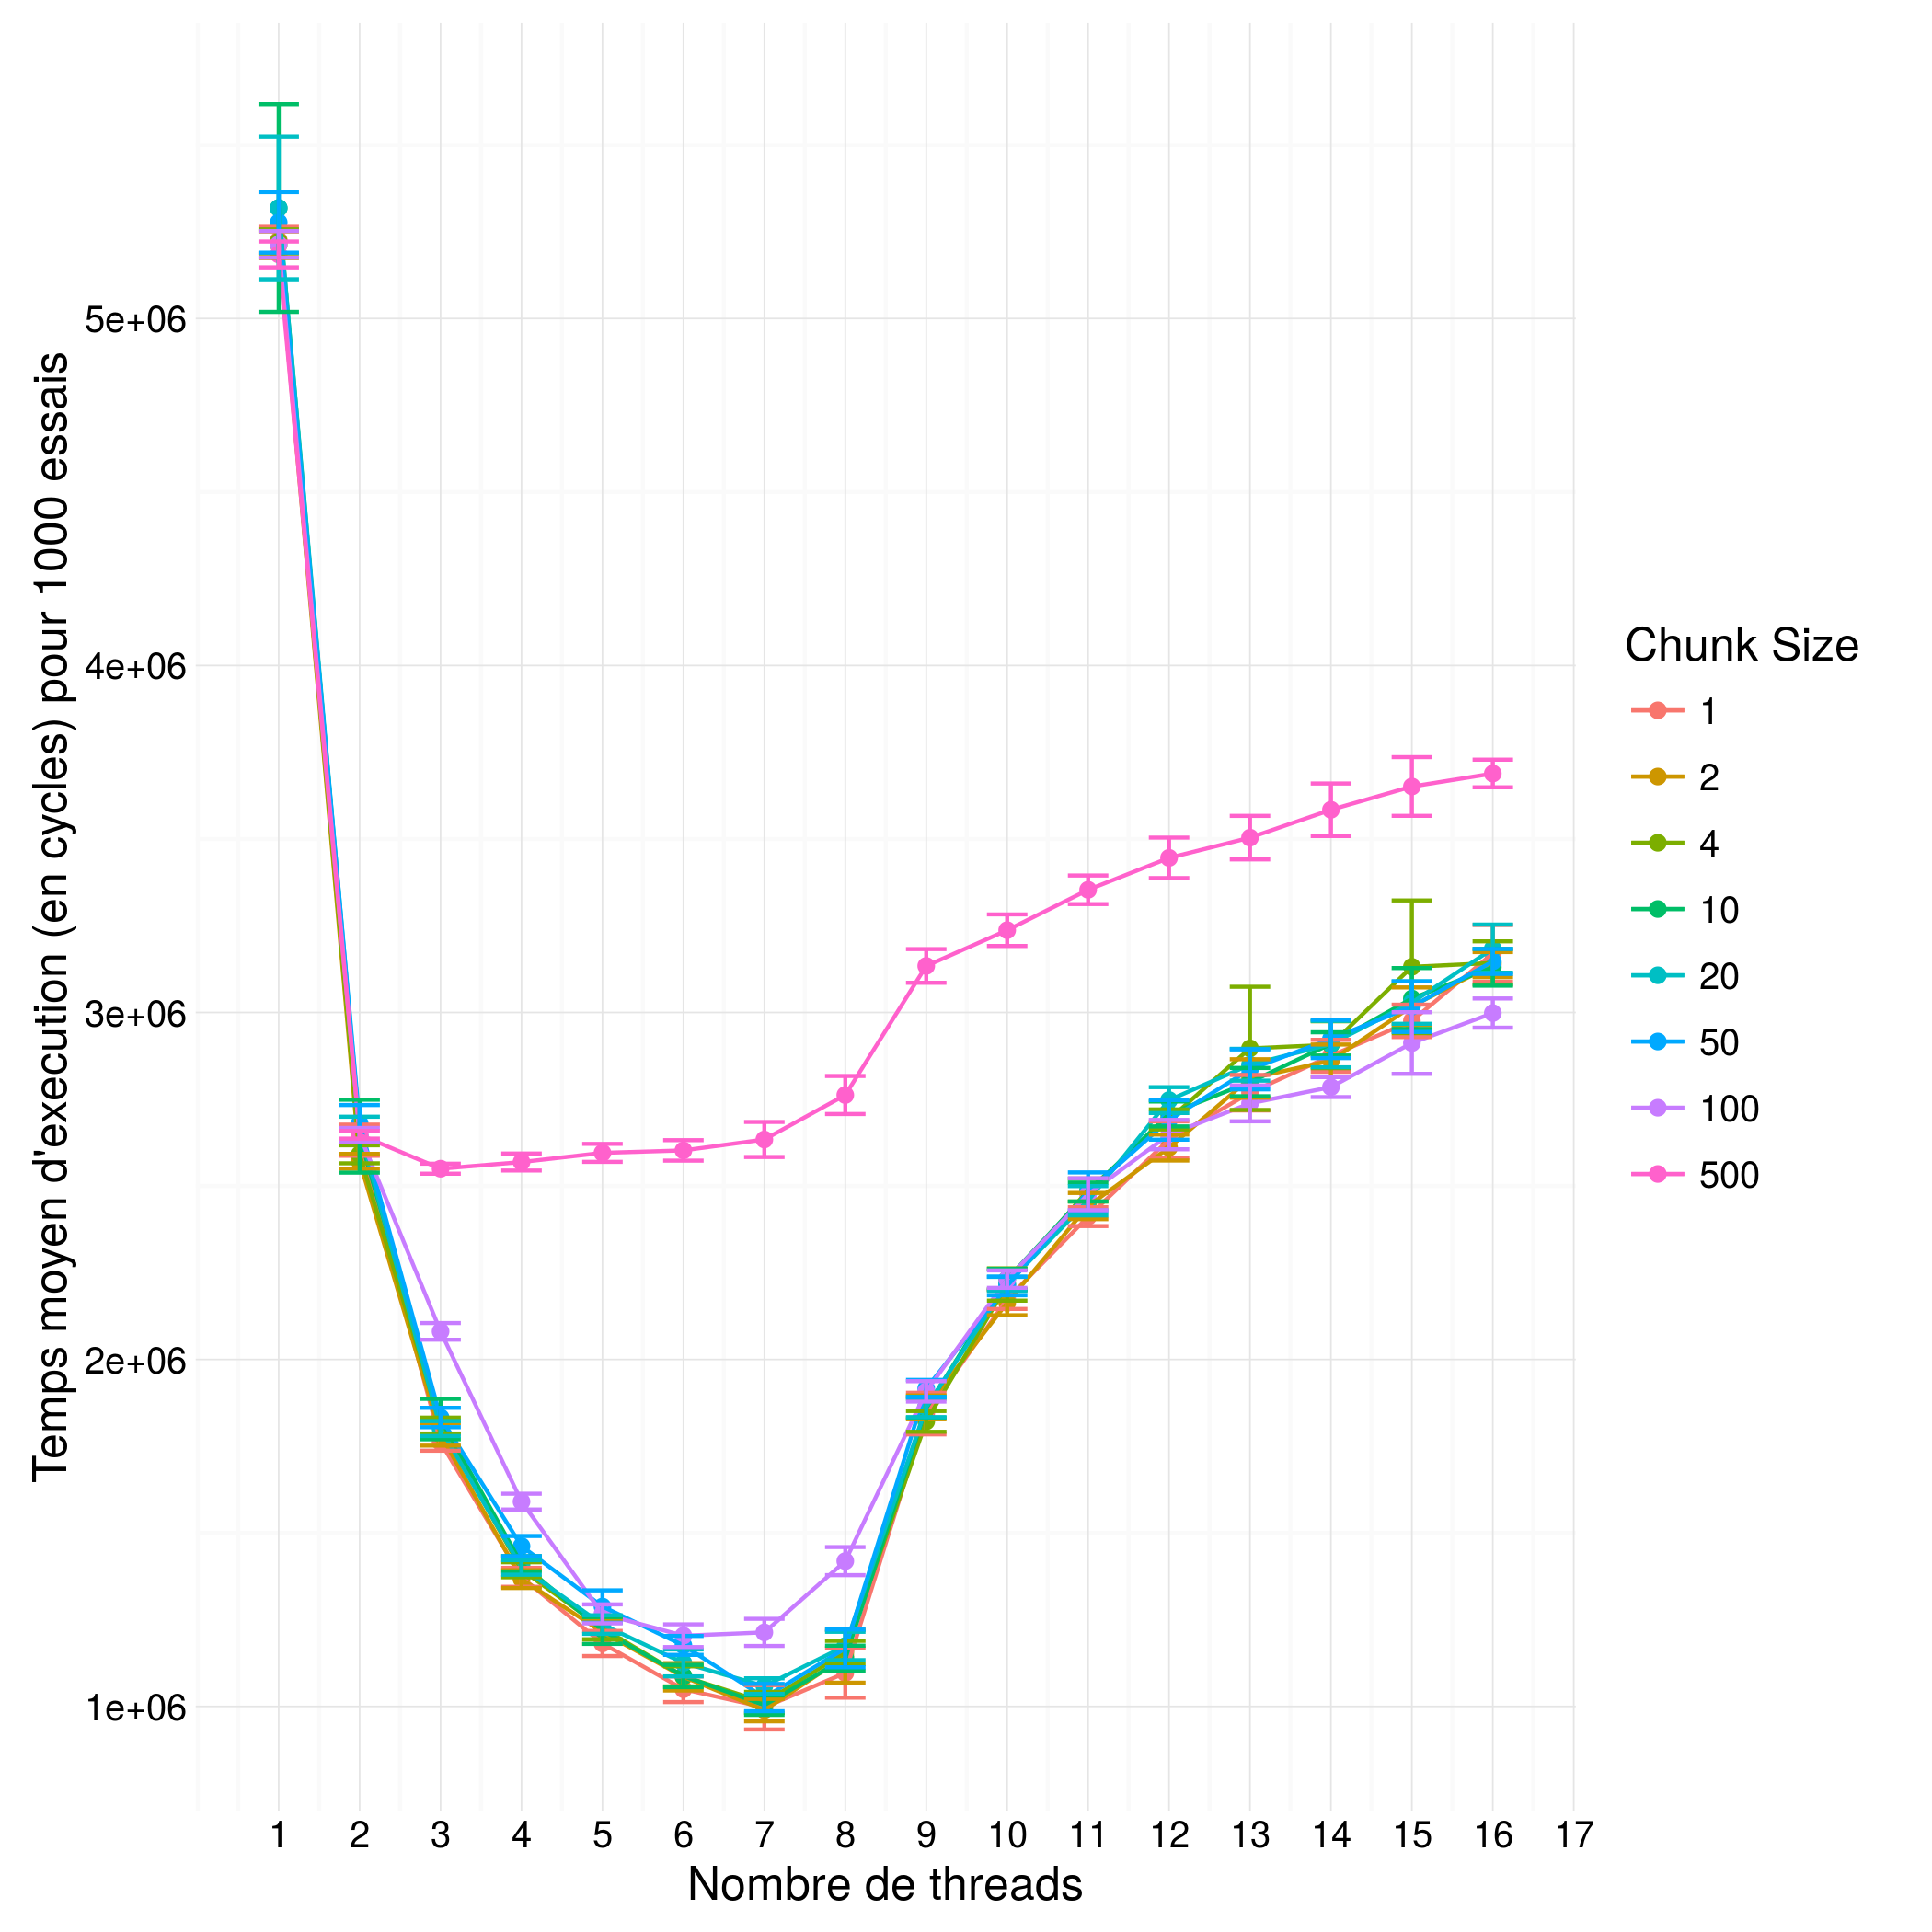 Temps moyen d'execution (en cycles) pour 1000 essais
5e+06
4e+06
3e+06
2e+06
1e+06
1 2 3 4 5 6 7 8 9 10 11 12 13 14 15 16 17
Nombre de threads
Chunk Size
1
2
4
10
20
50
100
500